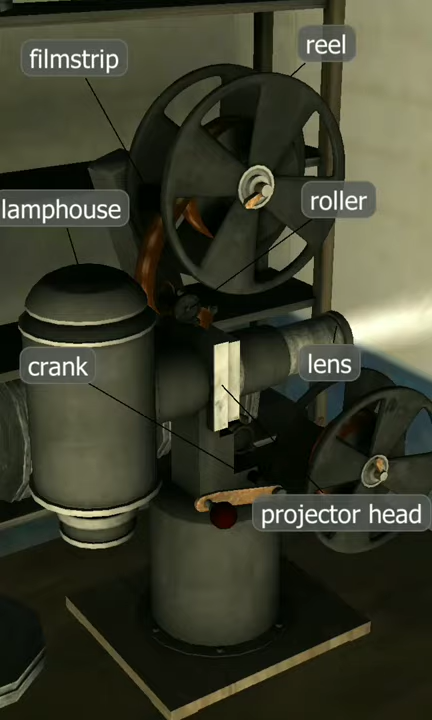 filmstrip
reel
lamphouse
roller
crank
lens
projector head